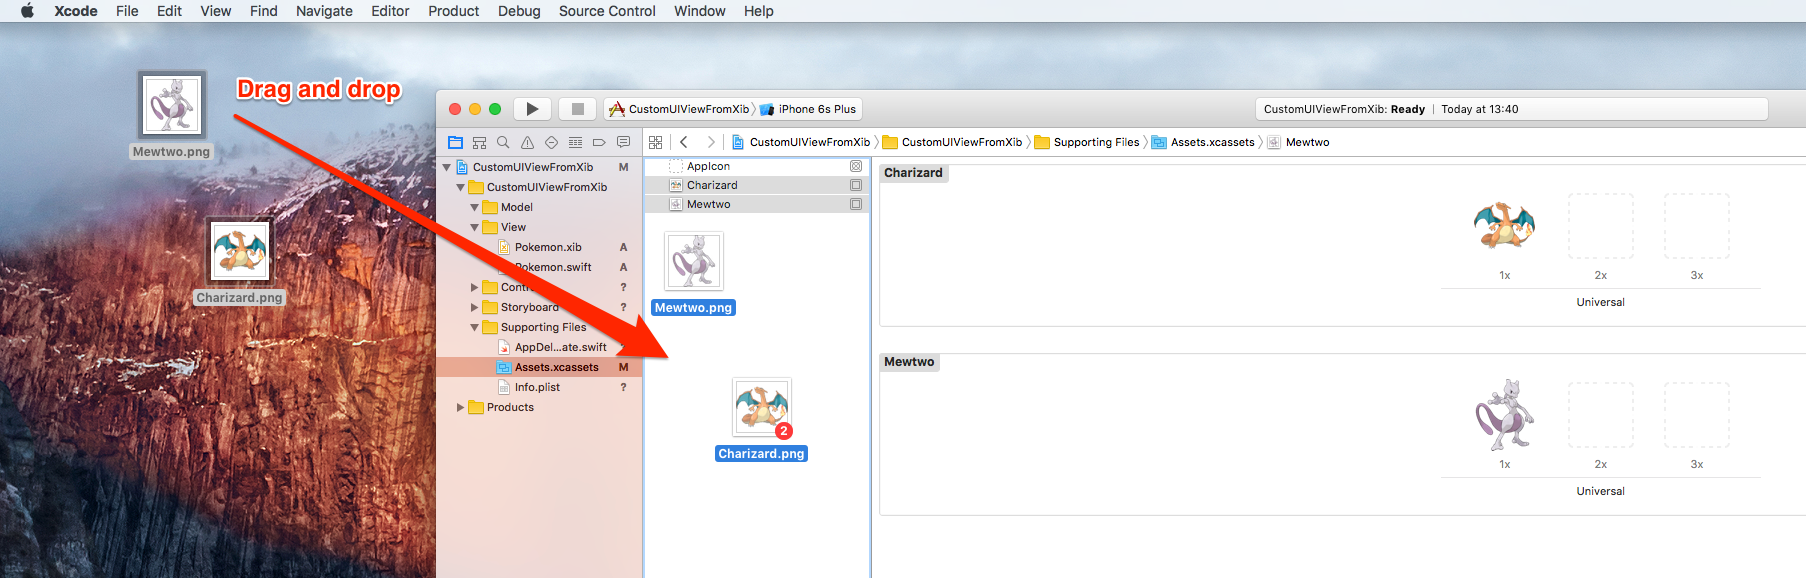 Xcode File Edit View Find Navigate Editor Product Debug Source Control Window Help
Drag and drop
Mewtwo.png
Charizard.png
CustomUIViewFromXib iPhone 6s Plus
CustomUIViewFromXib: Ready | Today at 13:40
CustomUIViewFromXib CustomUIViewFromXib Supporting Files Assets.xcassets Mewtwo
CustomUIViewFromXib M
CustomUIViewFromXib
Model
View
Pokemon.xib A
Pokemon.swift A
Contr ?
Storyboard ?
Supporting Files
AppDel...ate.swift
Assets.xcassets M
Info.plist ?
Products
AppIcon
Charizard
Mewtwo
Mewtwo.png
2
Charizard.png
Charizard
1x 2x 3x
Universal
Mewtwo
1x 2x 3x
Universal